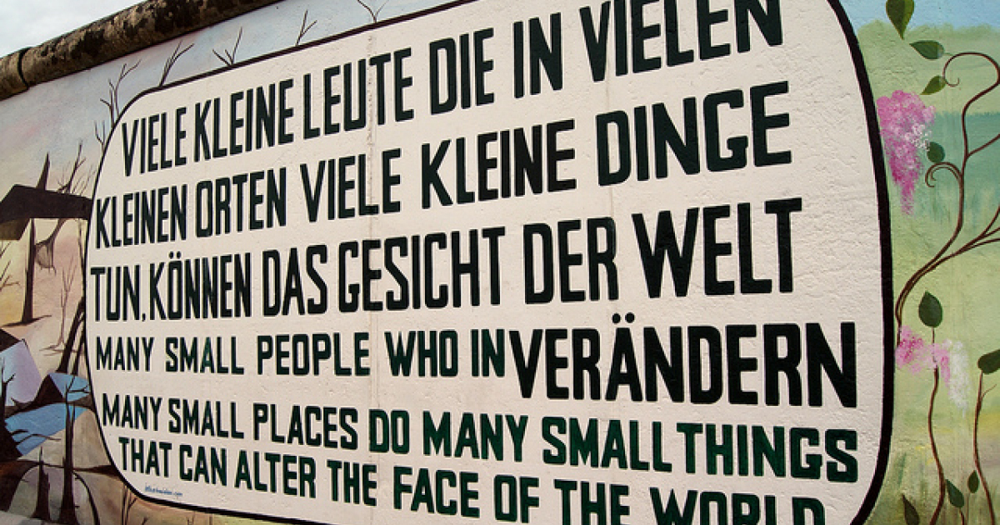 VIELE KLEINE LEUTE DIE IN VIELEN
KLEINEN ORTEN VIELE KLEINE DINGE
TUN, KÖNNEN DAS GESICHT DER WELT
VERÄNDERN
MANY SMALL PEOPLE WHO IN
MANY SMALL PLACES DO MANY SMALL THINGS
THAT CAN ALTER THE FACE OF THE WORLD